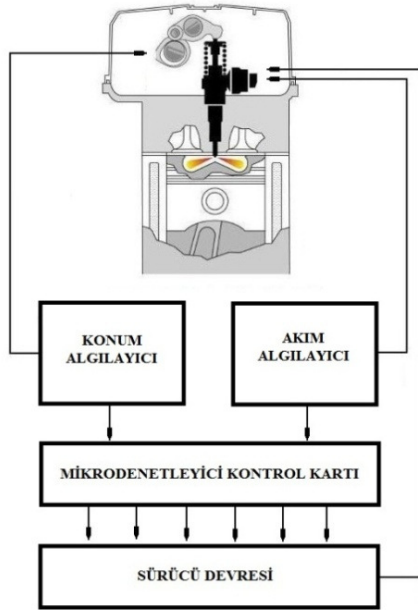 KONUM
ALGILAYICI
AKIM
ALGILAYICI
MİKRODENETLEYİCİ KONTROL KARTI
SÜRÜCÜ DEVRESİ